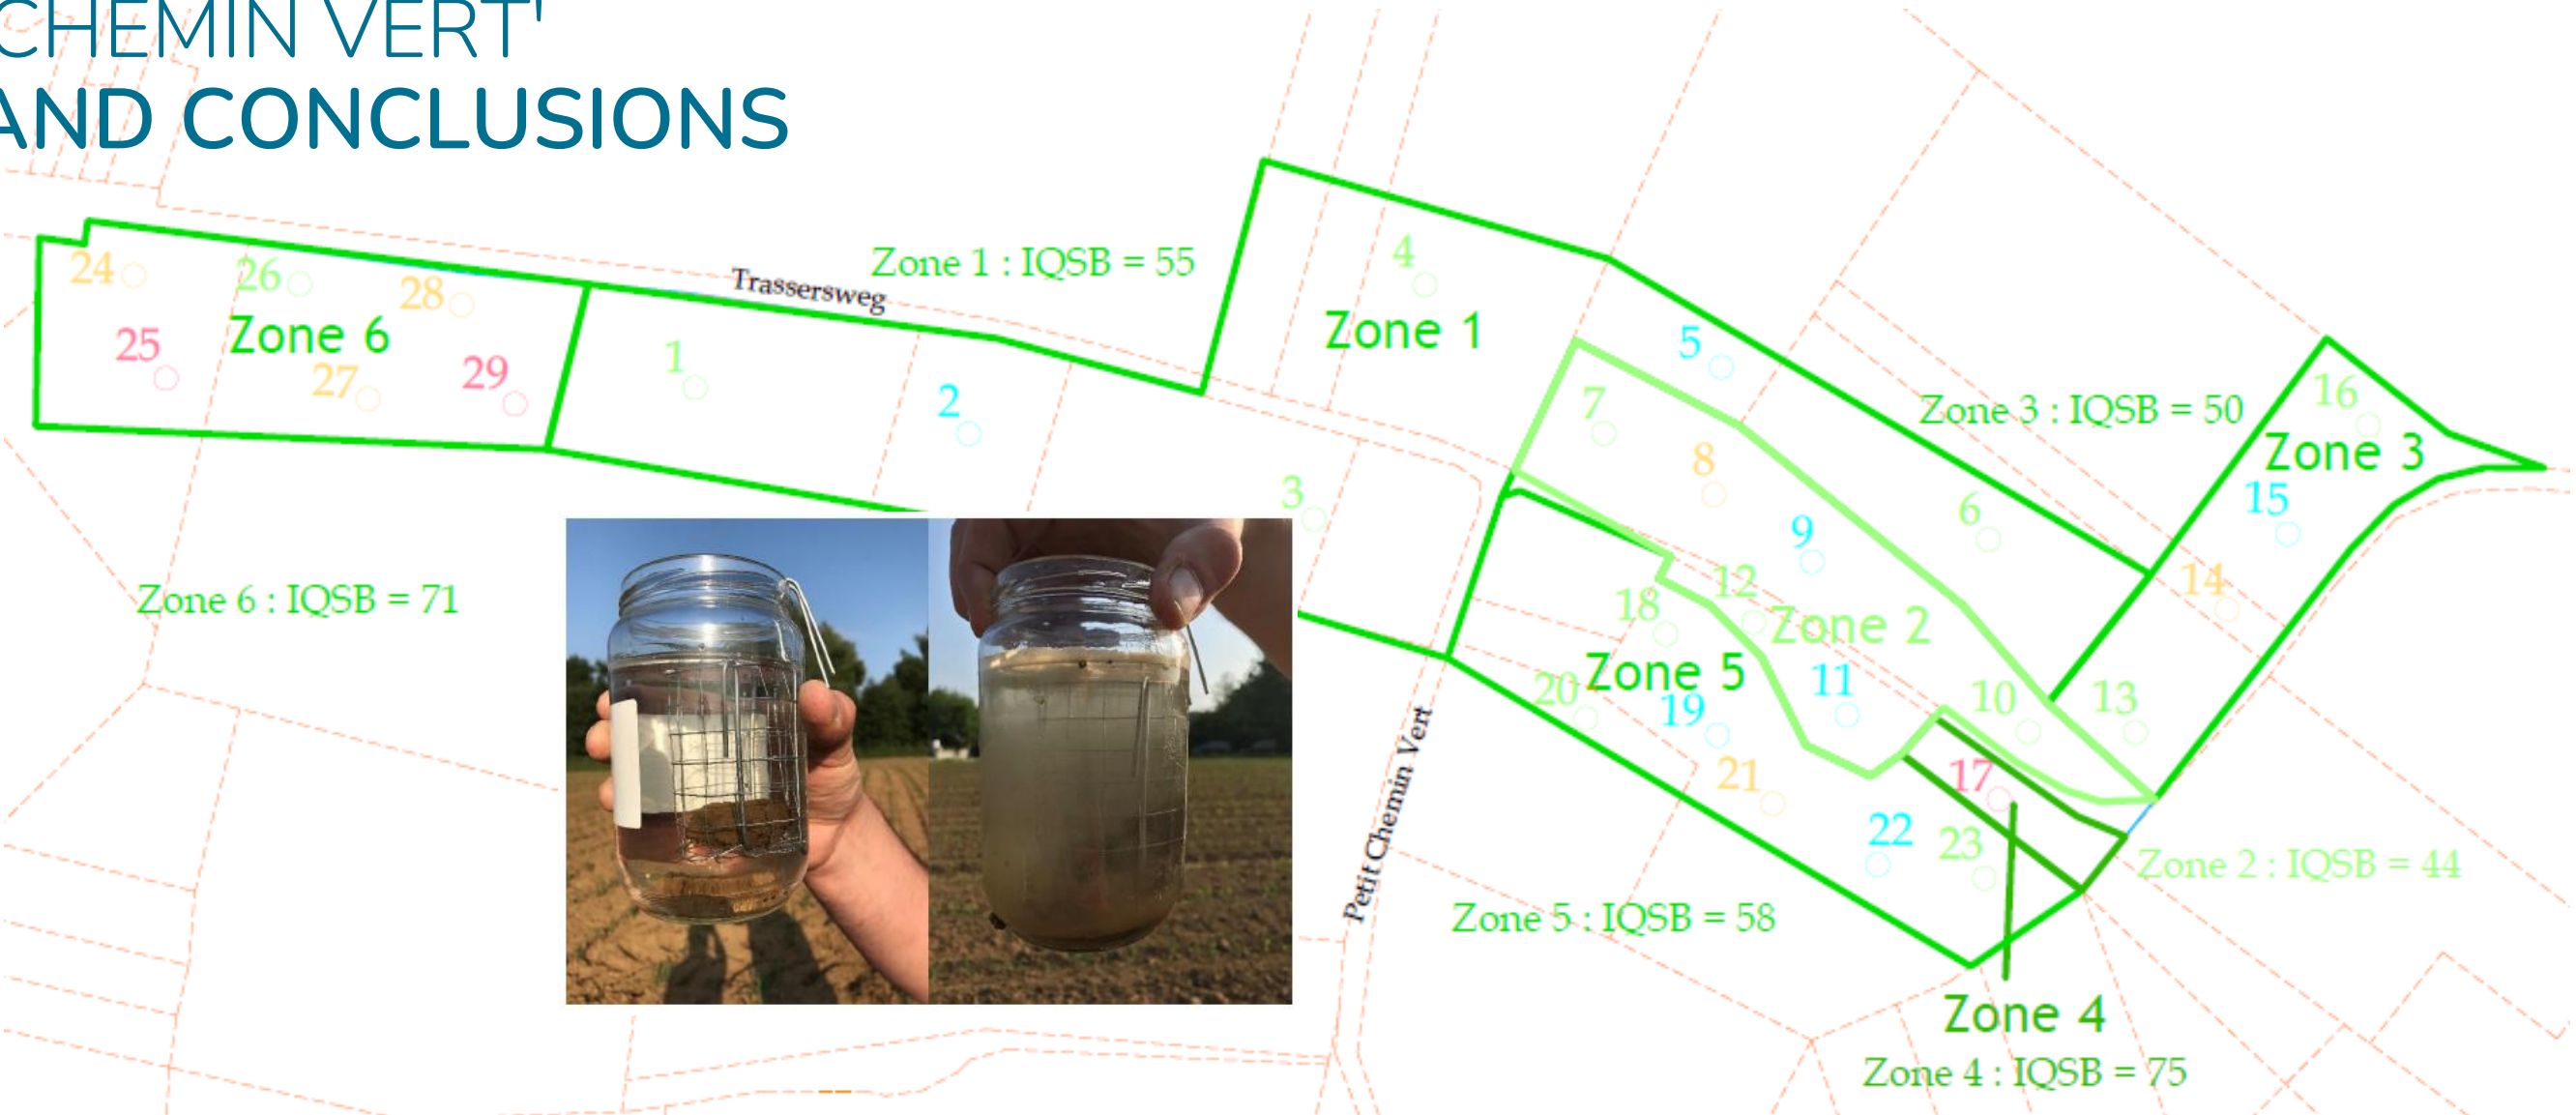 CHEMIN VERT'
AND CONCLUSIONS
Zone 1 : IQSB = 55
Trassersweg
4
Zone 1
24
26
28
25
Zone 6
27
29
1
2
3
5
7
8
9
6
Zone 3 : IQSB = 50
16
Zone 3
15
14
Zone 6 : IQSB = 71
12
18
Zone 2
Zone 5
20
19
11
10
13
21
17
22
23
Petit Chemin Vert
Zone 2 : IQSB = 44
Zone 5 : IQSB = 58
Zone 4
Zone 4 : IQSB = 75